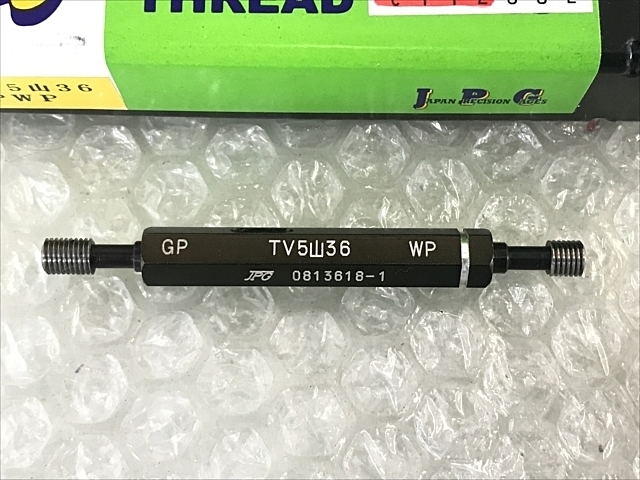 THREAD
5山36
PWP
JAPAN PRECISION GAGES
GP TV5山36 WP
JPG 0813618-1